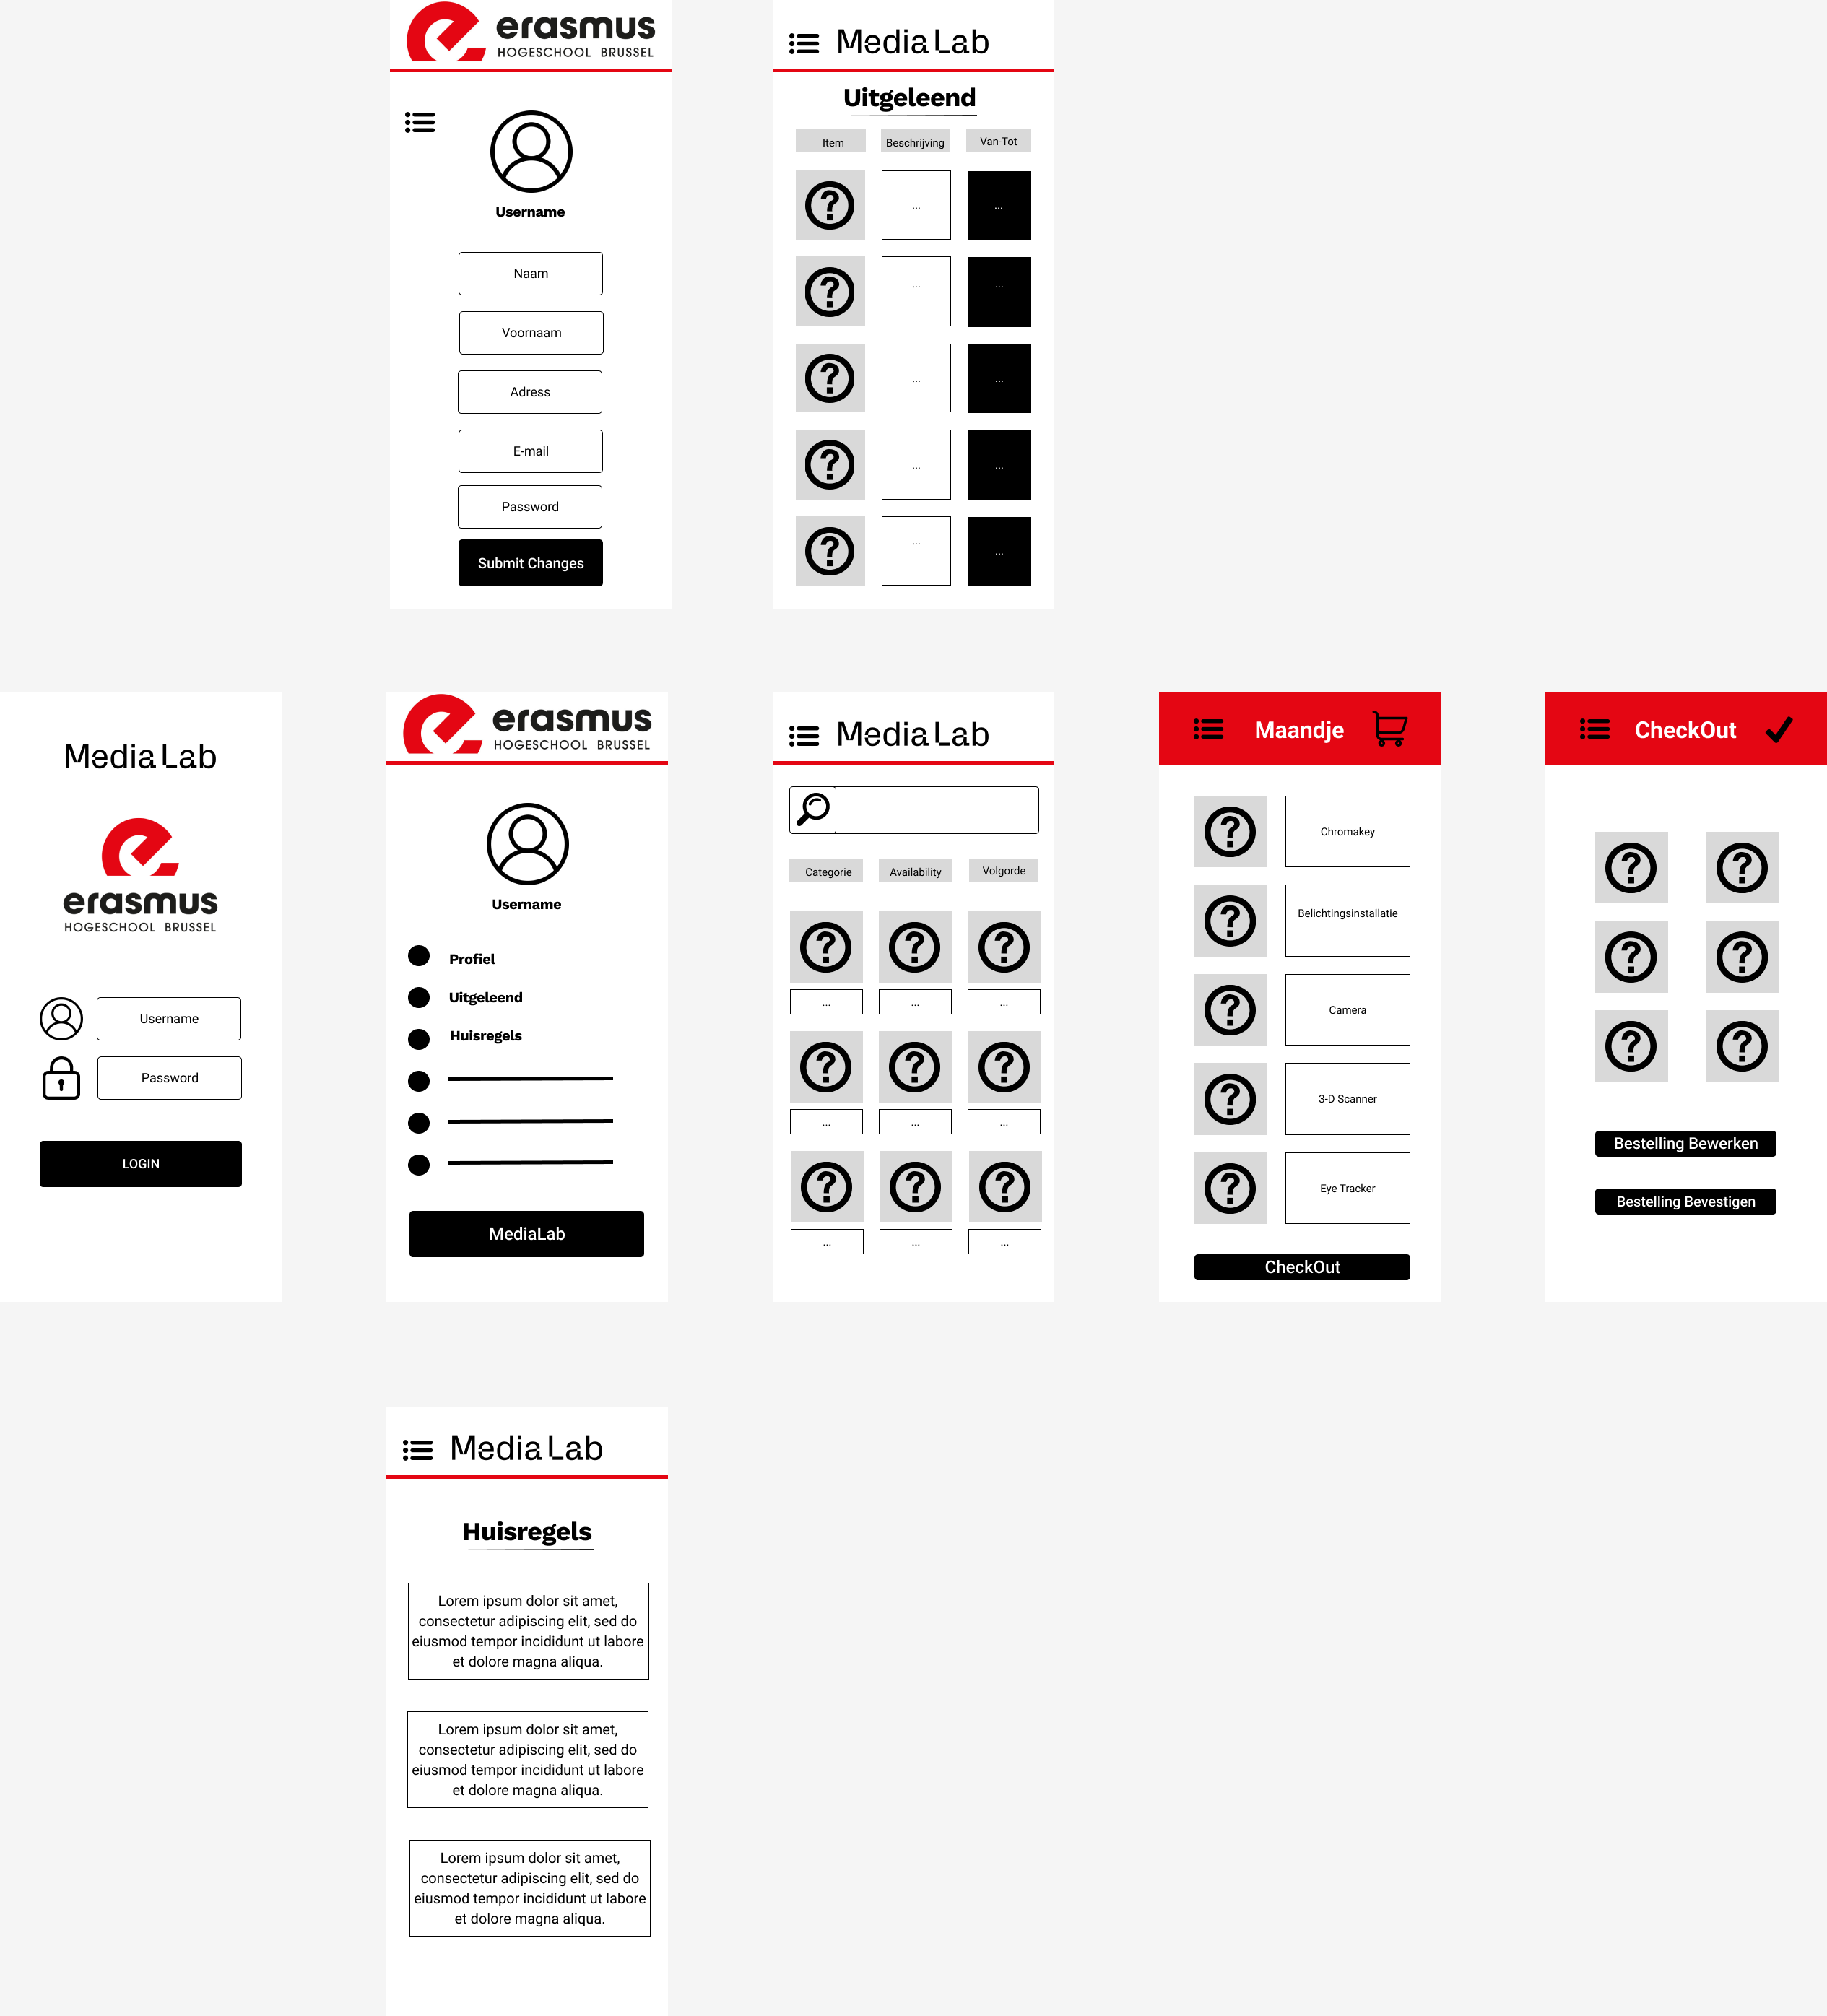 erasmus
HOGESCHOOL BRUSSEL
Username
Naam
Voornaam
Adress
E-mail
Password
Submit Changes
Media Lab
Uitgeleend
Item Beschrijving Van-Tot
... ...
... ...
... ...
... ...
... ...
Media Lab
erasmus
HOGESCHOOL BRUSSEL
Username
Password
LOGIN
erasmus
HOGESCHOOL BRUSSEL
Username
Profiel
Uitgeleend
Huisregels
MediaLab
Media Lab
Categorie Availability Volgorde
... ... ...
... ... ...
... ... ...
Maandje
Chromakey
Belichtingsinstallatie
Camera
3-D Scanner
Eye Tracker
CheckOut
CheckOut
Bestelling Bewerken
Bestelling Bevestigen
Media Lab
Huisregels
Lorem ipsum dolor sit amet,
consectetur adipiscing elit, sed do
eiusmod tempor incididunt ut labore
et dolore magna aliqua.
Lorem ipsum dolor sit amet,
consectetur adipiscing elit, sed do
eiusmod tempor incididunt ut labore
et dolore magna aliqua.
Lorem ipsum dolor sit amet,
consectetur adipiscing elit, sed do
eiusmod tempor incididunt ut labore
et dolore magna aliqua.